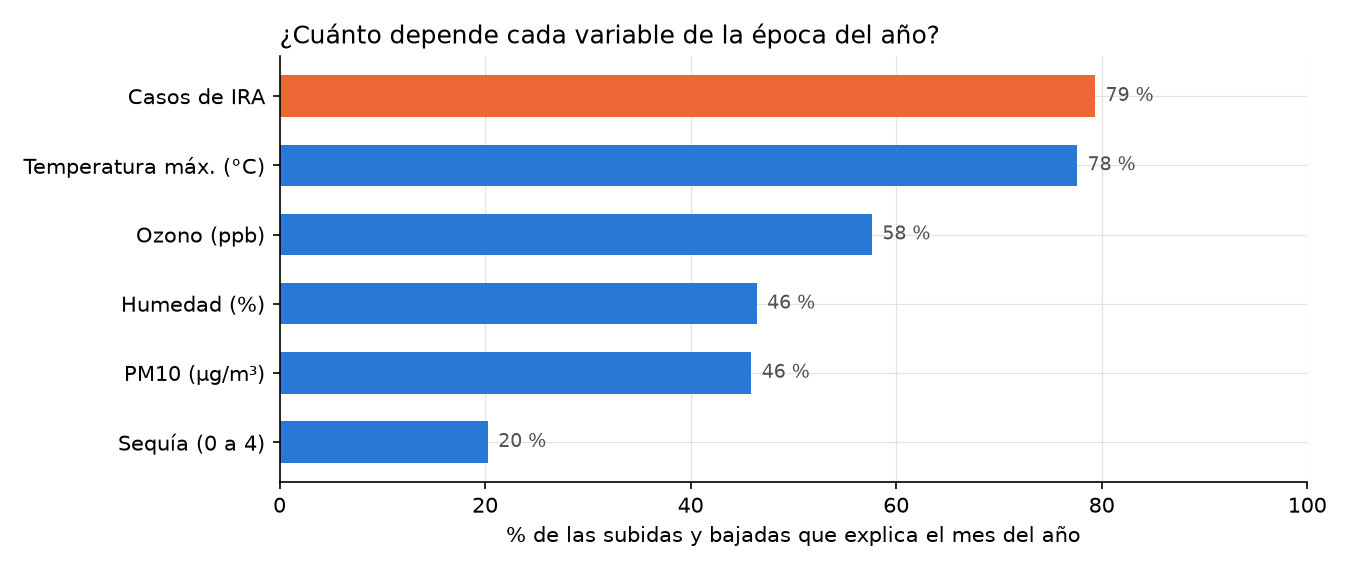 ¿Cuánto depende cada variable de la época del año?
Casos de IRA
79 %
Temperatura máx. (°C)
78 %
Ozono (ppb)
58 %
Humedad (%)
46 %
PM10 (µg/m³)
46 %
Sequía (0 a 4)
20 %
0 20 40 60 80 100
% de las subidas y bajadas que explica el mes del año